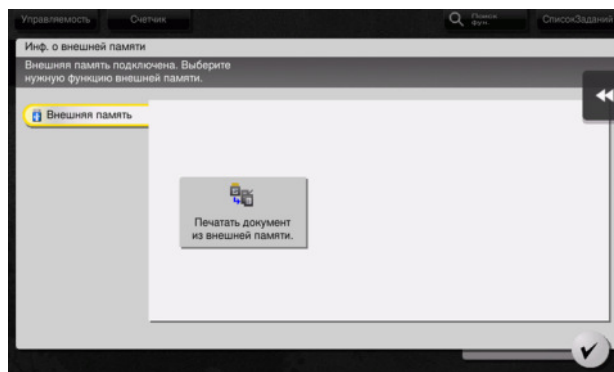 Управляемость
Счетчик
Поиск
фун.
СписокЗаданий
Инф. о внешней памяти
Внешняя память подключена. Выберите
нужную функцию внешней памяти.
Внешняя память
Печатать документ
из внешней памяти.